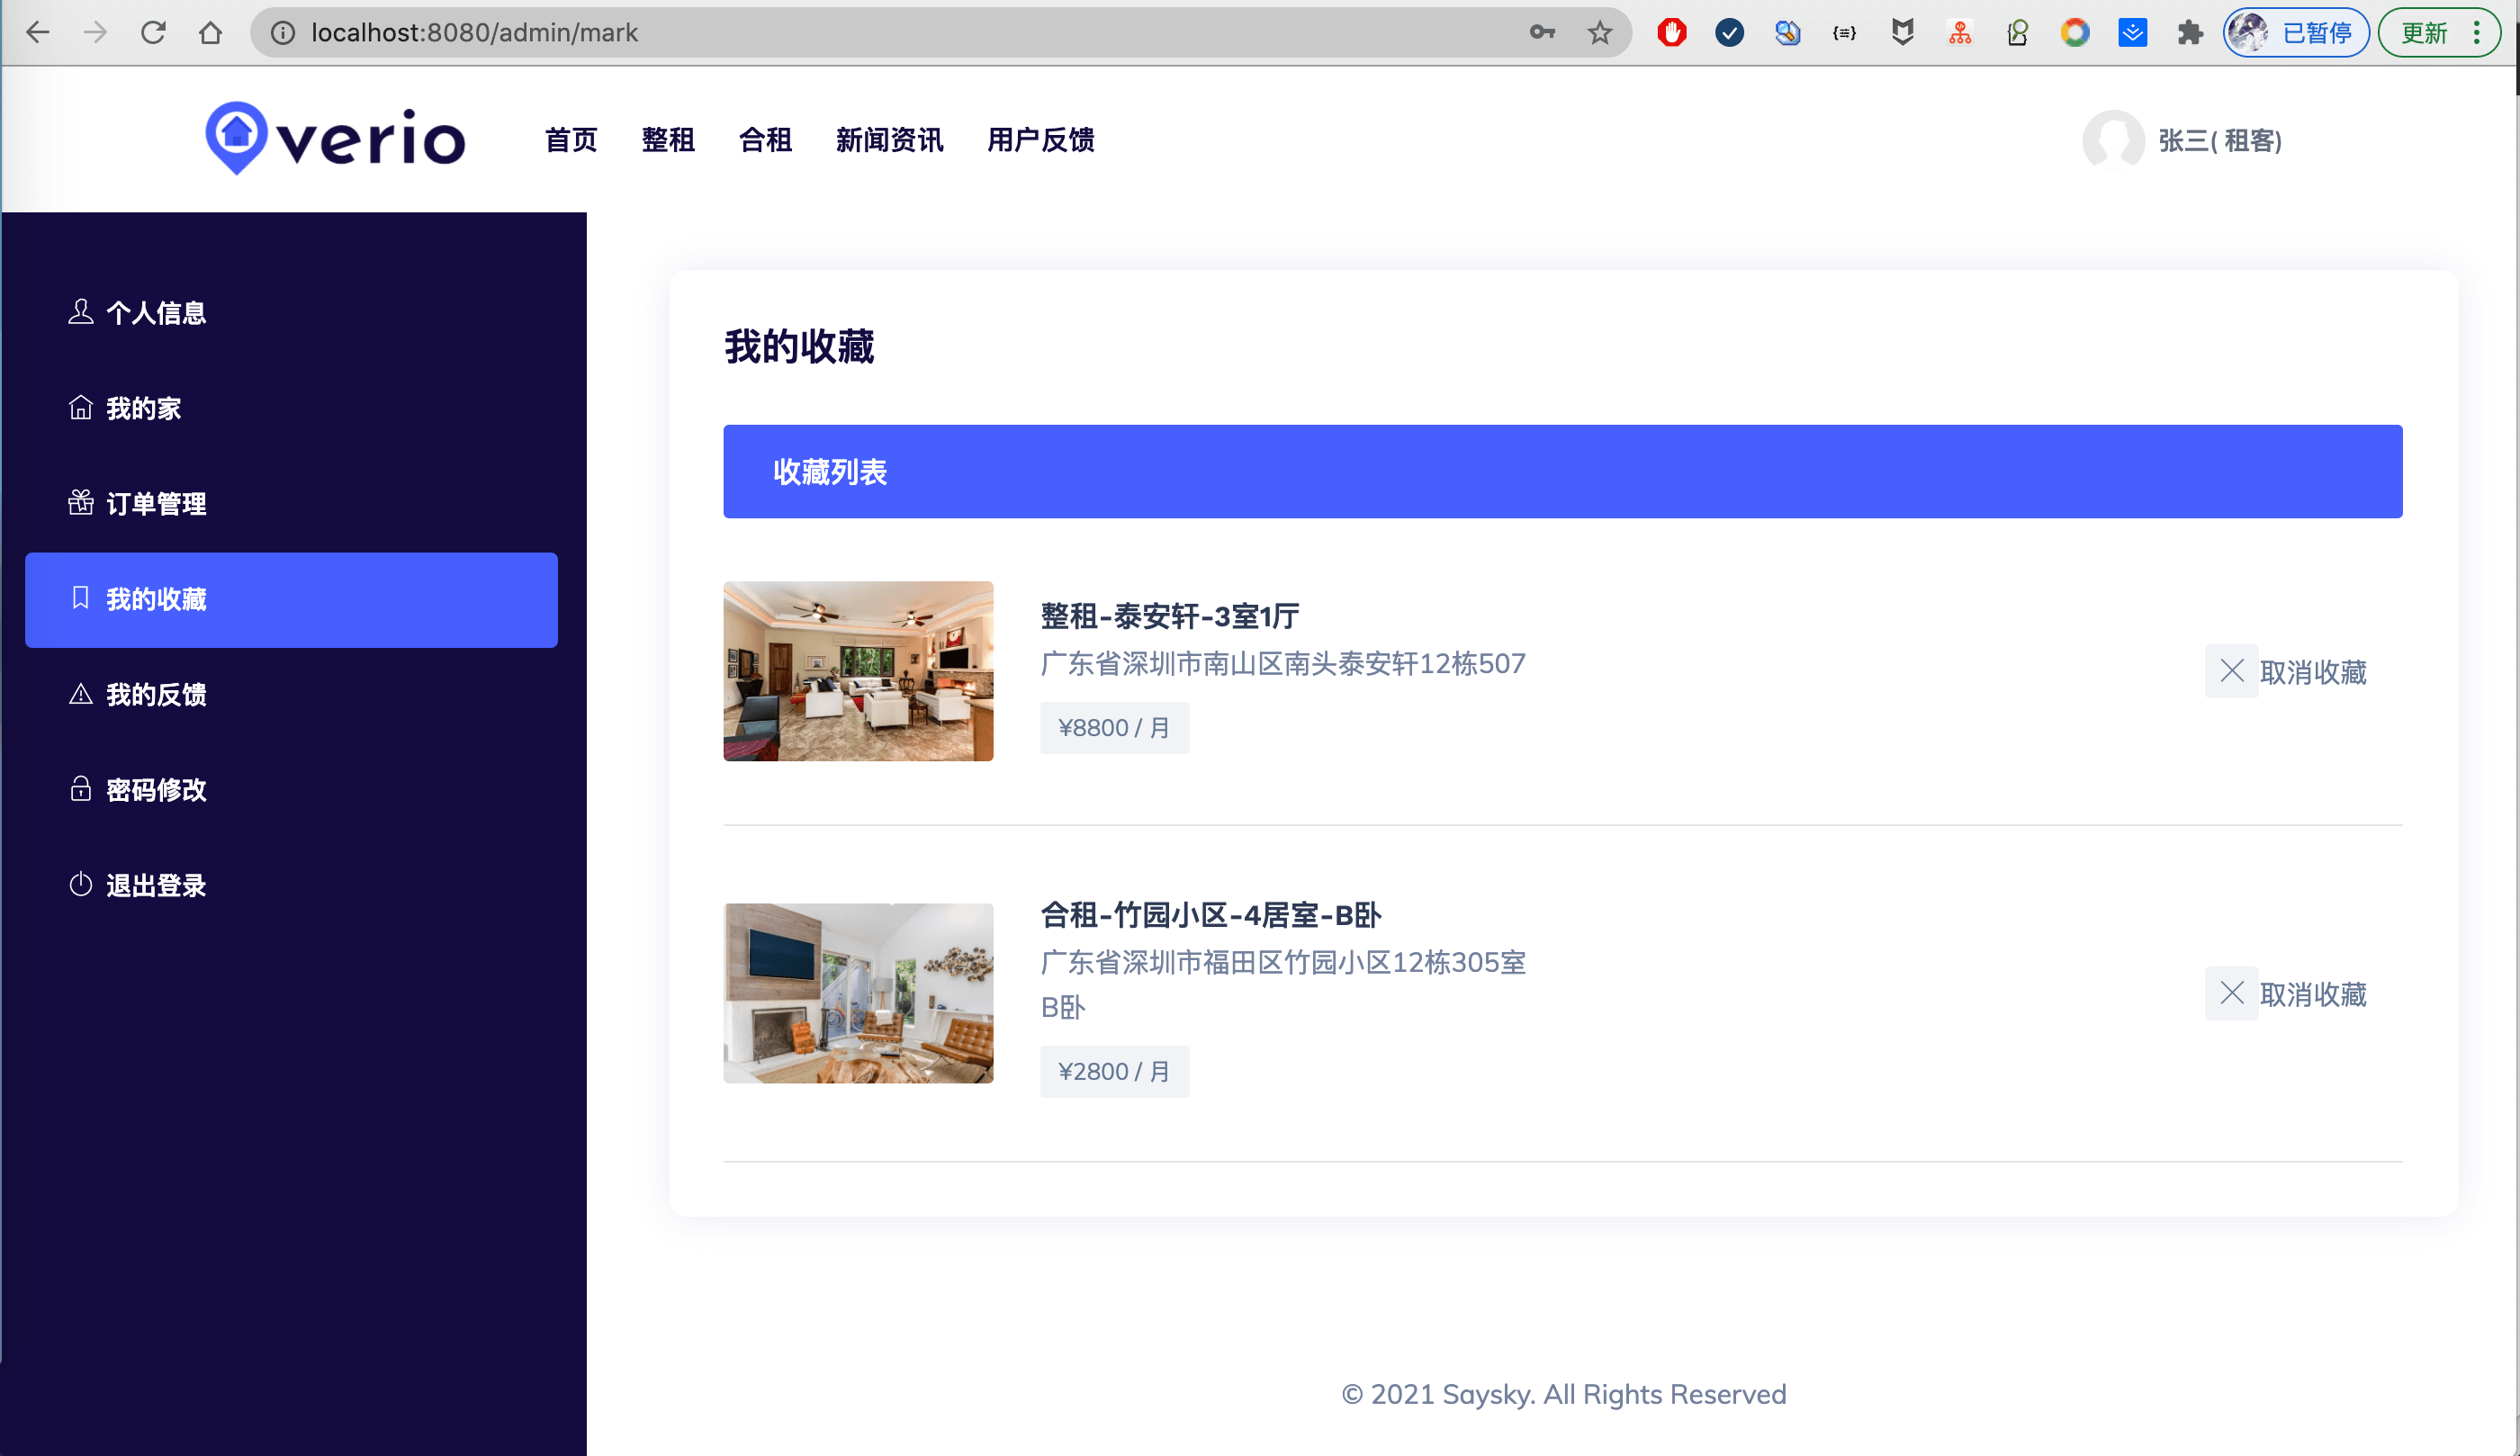 localhost:8080/admin/mark
已暂停
更新
verio
首页
整租
合租
新闻资讯
用户反馈
张三( 租客)
个人信息
我的家
订单管理
我的收藏
我的反馈
密码修改
退出登录
我的收藏
收藏列表
整租-泰安轩-3室1厅
广东省深圳市南山区南头泰安轩12栋507
¥8800 / 月
取消收藏
合租-竹园小区-4居室-B卧
广东省深圳市福田区竹园小区12栋305室
B卧
¥2800 / 月
取消收藏
© 2021 Saysky. All Rights Reserved